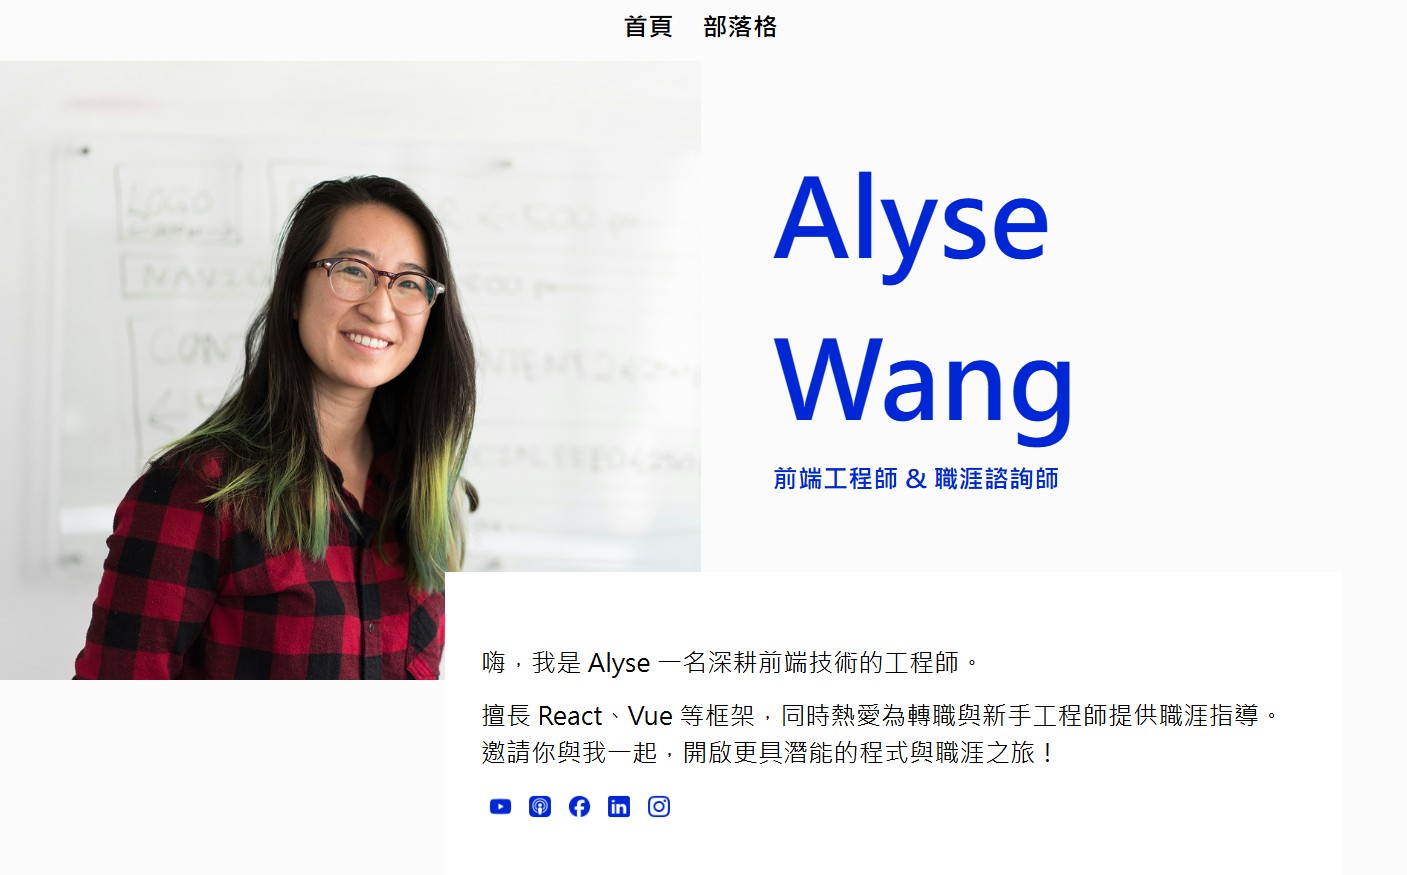 首頁 部落格
Alyse
Wang
前端工程師 & 職涯諮詢師
LOGO
嗨，我是 Alyse 一名深耕前端技術的工程師。
擅長 React、Vue 等框架，同時熱愛為轉職與新手工程師提供職涯指導。
邀請你與我一起，開啟更具潛能的程式與職涯之旅！